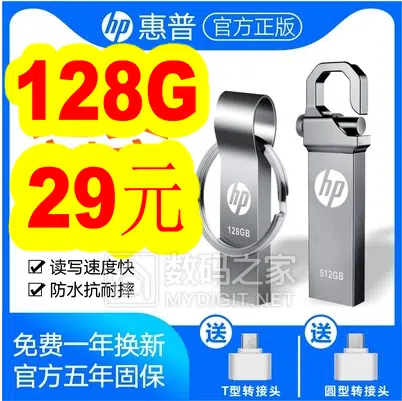 hp 惠普 官方正版
128G
29元
hp
128GB
hp
512GB
读写速度快
防水抗耐摔
数码之家
MYDIGIT.NET
免费一年换新
官方五年固保
送
T型转接头
送
圆型转接头